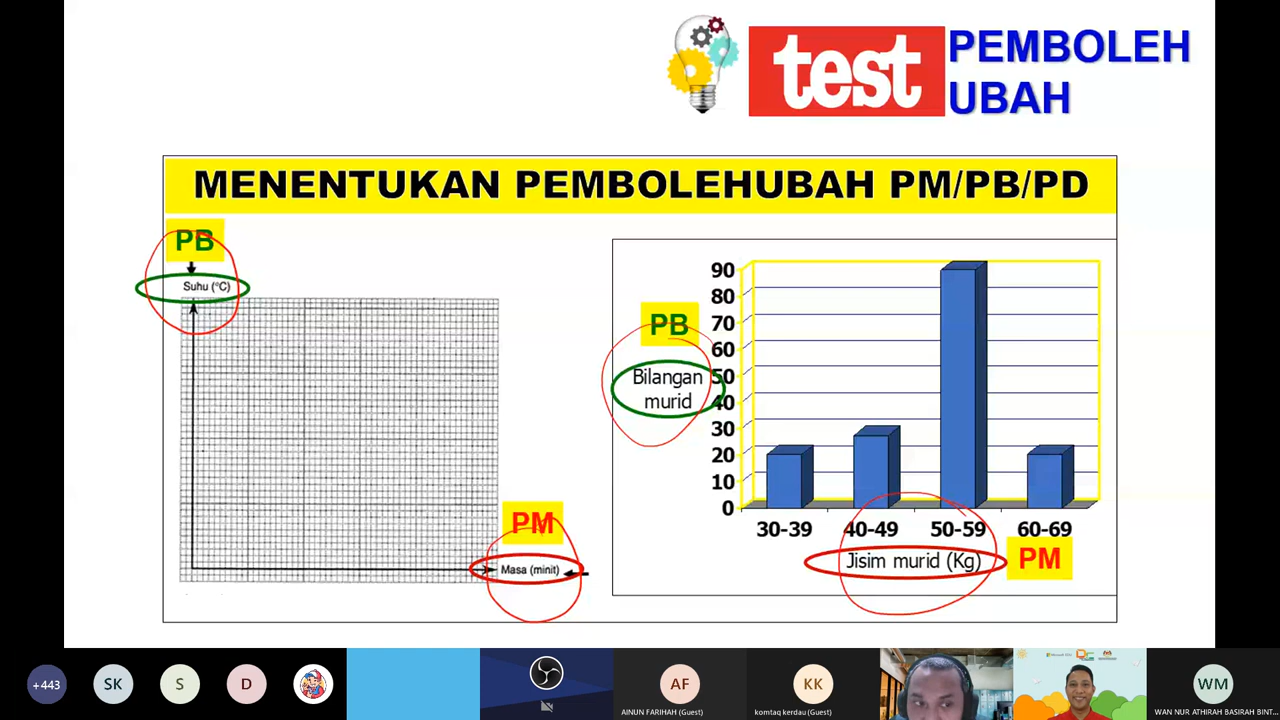 test
PEMBOLEH
UBAH
MENENTUKAN PEMBOLEHUBAH PM/PB/PD
PB
Suhu (°C)
PM
Masa (minit)
PB
Bilangan
murid
90
80
70
60
50
40
30
20
10
0
30-39 40-49 50-59 60-69
Jisim murid (Kg)
PM
+443
SK
S
D
AF
AINUN FARIHAH (Guest)
KK
komtaq kerdau (Guest)
WM
WAN NUR ATHIRAH BASIRAH BINT...